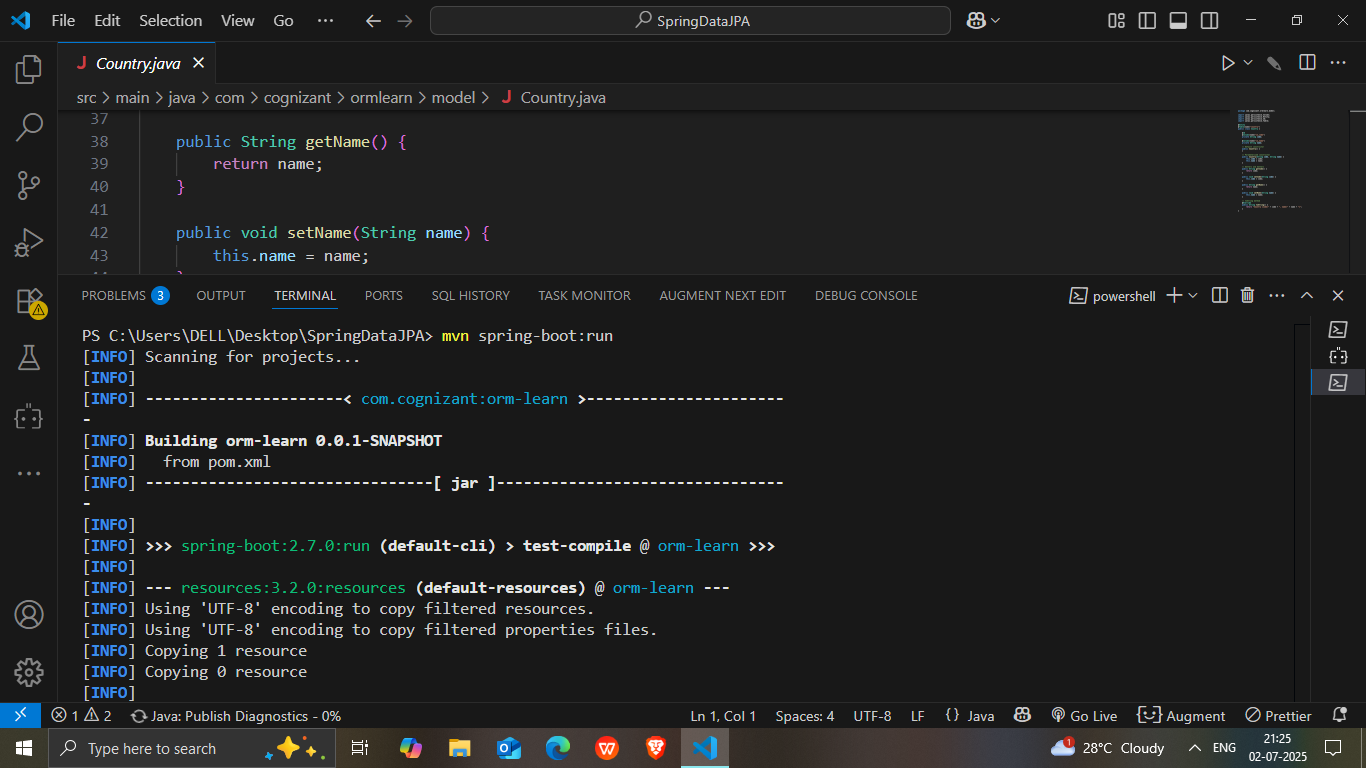 File Edit Selection View Go ··· SpringDataJPA
Country.java
src > main > java > com > cognizant > ormlearn > model > Country.java
37
38 public String getName() {
39 return name;
40 }
41
42 public void setName(String name) {
43 this.name = name;
PROBLEMS 3 OUTPUT TERMINAL PORTS SQL HISTORY TASK MONITOR AUGMENT NEXT EDIT DEBUG CONSOLE powershell
PS C:\Users\DELL\Desktop\SpringDataJPA> mvn spring-boot:run
[INFO] Scanning for projects...
[INFO]
[INFO] ----------------------< com.cognizant:orm-learn >----------------------
-
[INFO] Building orm-learn 0.0.1-SNAPSHOT
[INFO]   from pom.xml
[INFO] --------------------------------[ jar ]--------------------------------
-
[INFO]
[INFO] >>> spring-boot:2.7.0:run (default-cli) > test-compile @ orm-learn >>>
[INFO]
[INFO] --- resources:3.2.0:resources (default-resources) @ orm-learn ---
[INFO] Using 'UTF-8' encoding to copy filtered resources.
[INFO] Using 'UTF-8' encoding to copy filtered properties files.
[INFO] Copying 1 resource
[INFO] Copying 0 resource
[INFO]
1 2 Java: Publish Diagnostics - 0% Ln 1, Col 1 Spaces: 4 UTF-8 LF {} Java Go Live Augment Prettier
Type here to search 1 28°C Cloudy ENG 21:25
02-07-2025